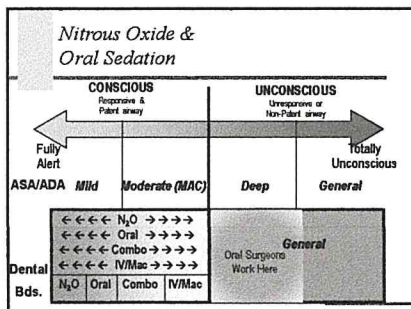 Nitrous Oxide &
Oral Sedation
CONSCIOUS
Responsive &
Patent airway
UNCONSCIOUS
Unresponsive or
Non-Patent airway
Fully
Alert
Totally
Unconscious
ASA/ADA Mild Moderate (MAC) Deep General
←←←← N₂O →→→→
←←←← Oral →→→→
←←←← Combo →→→→
←←←← IV/Mac →→→→
General
Oral Surgeons
Work Here
Dental
Bds.
N₂O Oral Combo IV/Mac